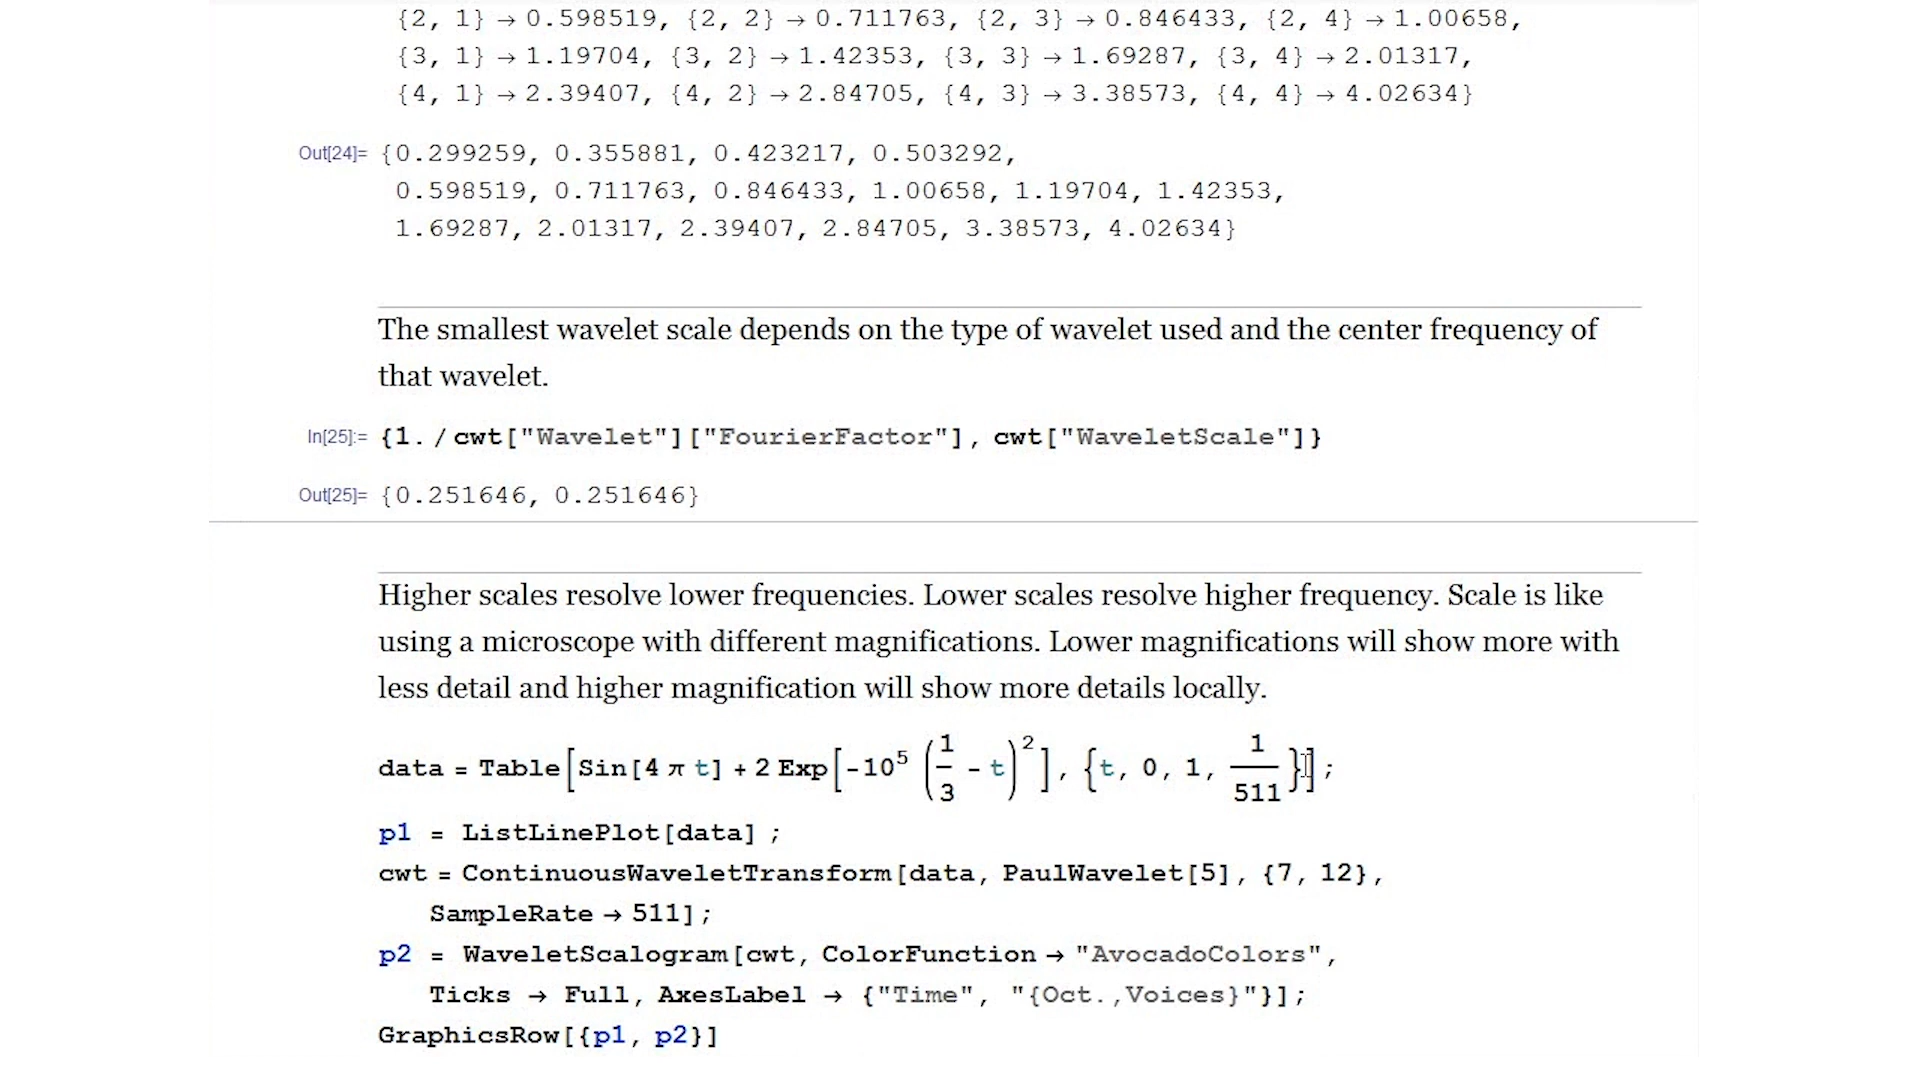 {2, 1} → 0.598519, {2, 2} → 0.711763, {2, 3} → 0.846433, {2, 4} → 1.00658,
{3, 1} → 1.19704, {3, 2} → 1.42353, {3, 3} → 1.69287, {3, 4} → 2.01317,
{4, 1} → 2.39407, {4, 2} → 2.84705, {4, 3} → 3.38573, {4, 4} → 4.02634}
Out[24]= {0.299259, 0.355881, 0.423217, 0.503292,
0.598519, 0.711763, 0.846433, 1.00658, 1.19704, 1.42353,
1.69287, 2.01317, 2.39407, 2.84705, 3.38573, 4.02634}
The smallest wavelet scale depends on the type of wavelet used and the center frequency of
that wavelet.
In[25]:= {1. / cwt["Wavelet"]["FourierFactor"], cwt["WaveletScale"]}
Out[25]= {0.251646, 0.251646}
Higher scales resolve lower frequencies. Lower scales resolve higher frequency. Scale is like
using a microscope with different magnifications. Lower magnifications will show more with
less detail and higher magnification will show more details locally.
data = Table[Sin[4 π t] + 2 Exp[-10^5 (1/3 - t)^2], {t, 0, 1, 1/511}];
p1 = ListLinePlot[data] ;
cwt = ContinuousWaveletTransform[data, PaulWavelet[5], {7, 12},
SampleRate → 511];
p2 = WaveletScalogram[cwt, ColorFunction → "AvocadoColors",
Ticks → Full, AxesLabel → {"Time", "{Oct.,Voices}"}];
GraphicsRow[{p1, p2}]